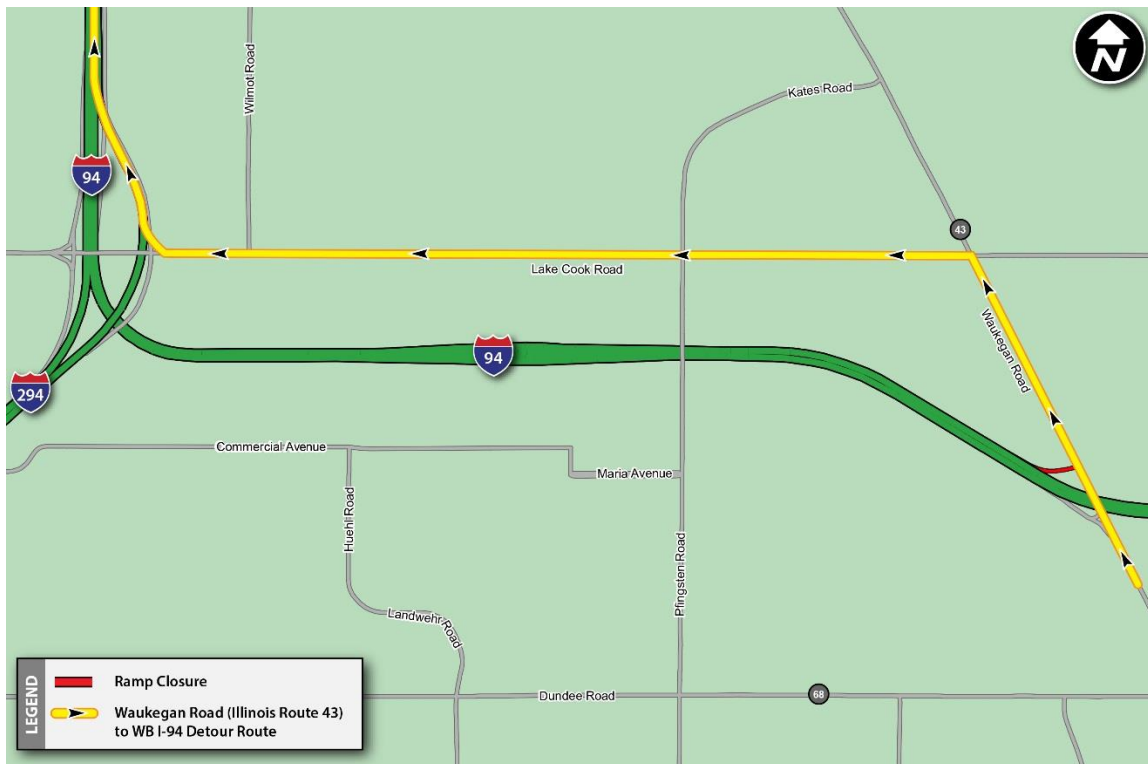 N
Wilmot Road
Kates Road
94
43
Lake Cook Road
Waukegan Road
94
294
Commercial Avenue
Maria Avenue
Huehl Road
Pfingsten Road
Landwehr Road
Dundee Road
68
LEGEND
Ramp Closure
Waukegan Road (Illinois Route 43)
to WB I-94 Detour Route